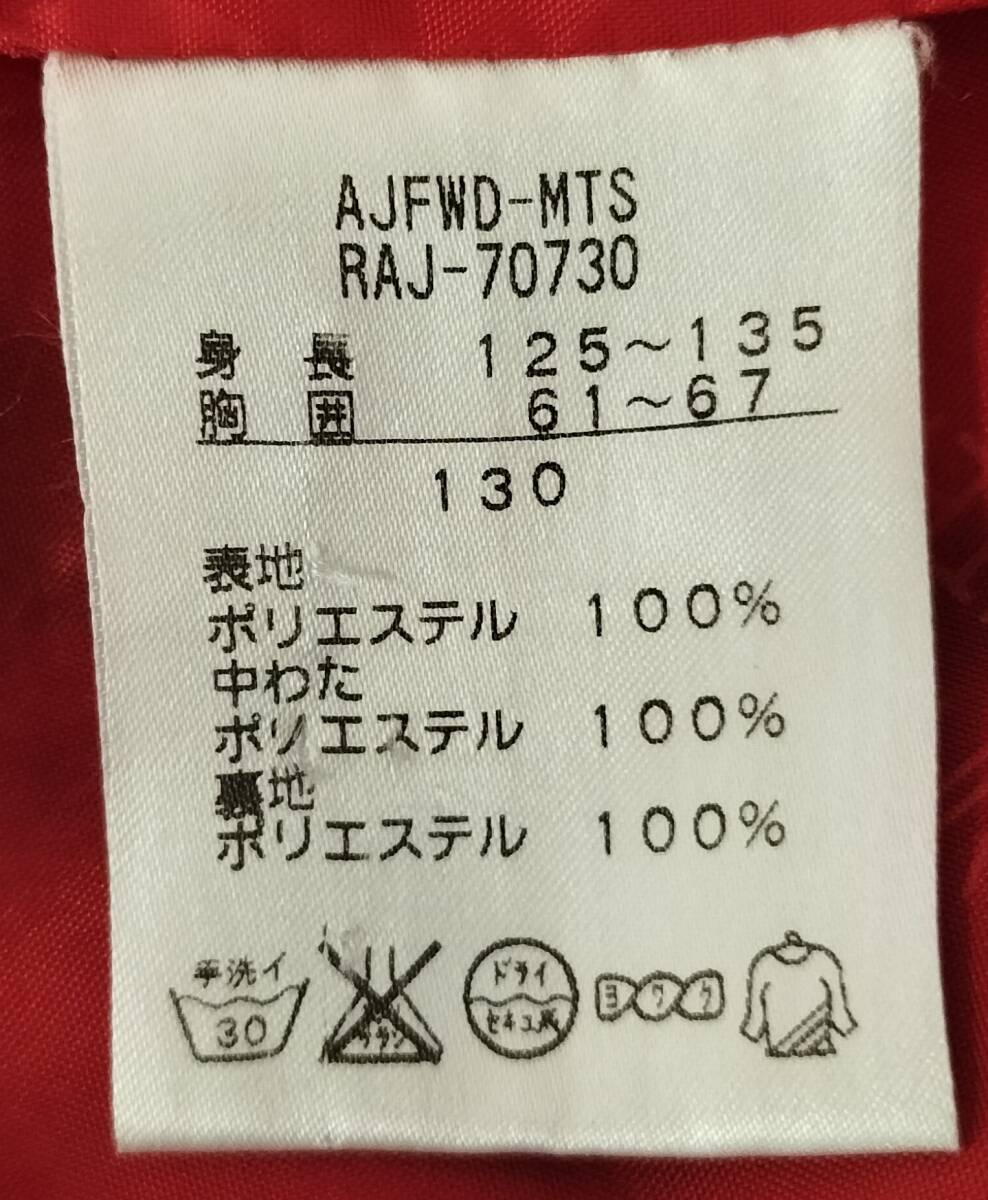 AJFWD-MTS
RAJ-70730
身長 125～135
胸囲 61～67
130
表地
ポリエステル 100%
中わた
ポリエステル 100%
裏地
ポリエステル 100%
手洗イ 30
ドライ セキユ系
ヨワク